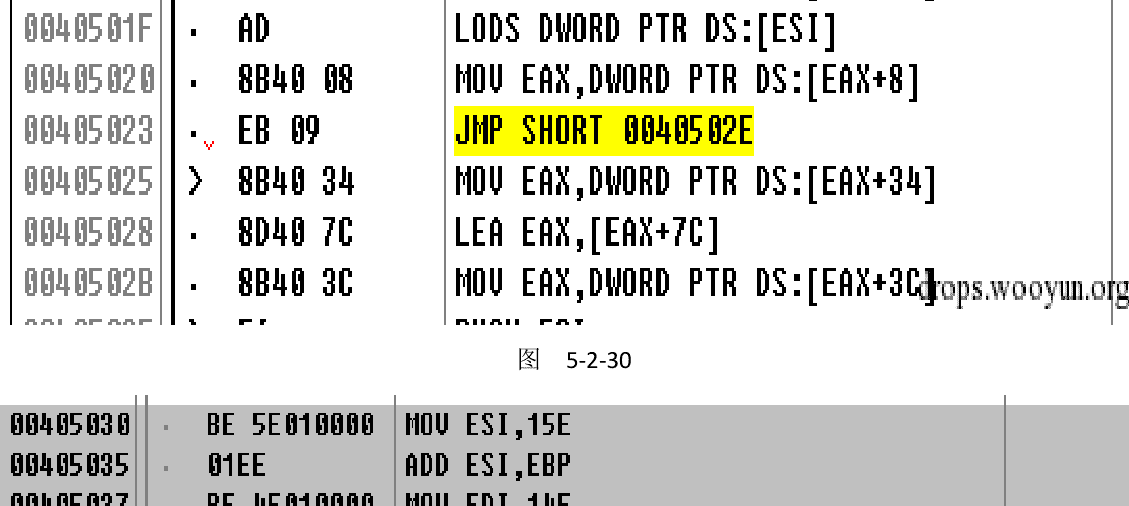 0040501F · AD LODS DWORD PTR DS:[ESI]
00405020 · 8B40 08 MOV EAX,DWORD PTR DS:[EAX+8]
00405023 ·v EB 09 JMP SHORT 0040502E
00405025 > 8B40 34 MOV EAX,DWORD PTR DS:[EAX+34]
00405028 · 8D40 7C LEA EAX,[EAX+7C]
0040502B · 8B40 3C MOV EAX,DWORD PTR DS:[EAX+3C]
drops.wooyun.org
图 5-2-30
00405030 · BE 5E010000 MOV ESI,15E
00405035 · 01EE ADD ESI,EBP